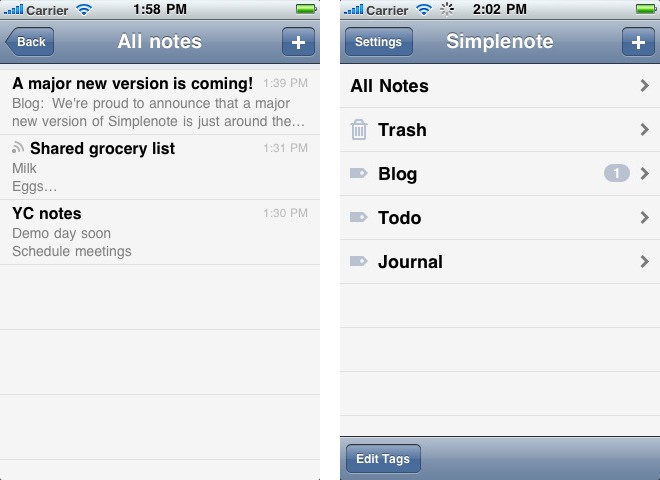 Carrier 1:58 PM
Back All notes +
A major new version is coming! 1:39 PM
Blog: We're proud to announce that a major
new version of Simplenote is just around the…
Shared grocery list 1:31 PM
Milk
Eggs…
YC notes 1:30 PM
Demo day soon
Schedule meetings
Carrier 2:02 PM
Settings Simplenote +
All Notes
Trash
Blog 1
Todo
Journal
Edit Tags